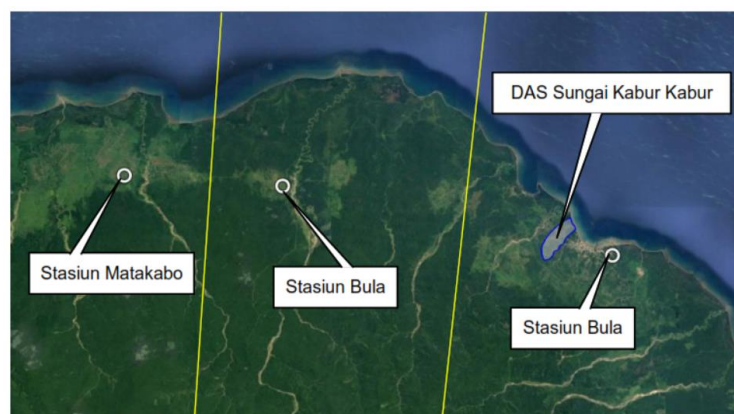 DAS Sungai Kabur Kabur
Stasiun Matakabo
Stasiun Bula
Stasiun Bula